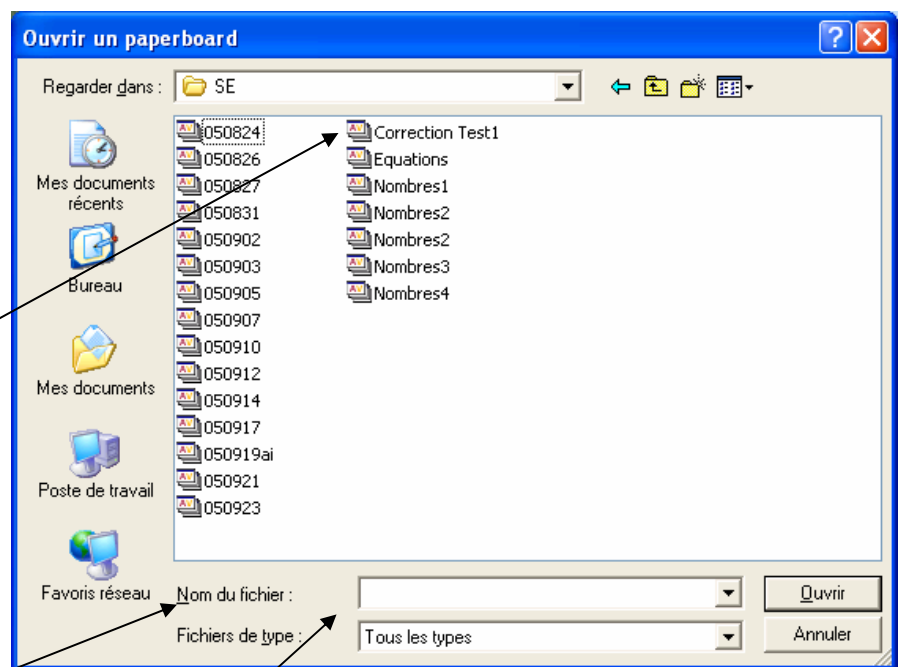 Ouvrir un paperboard
Regarder dans :
SE
Mes documents
récents
Bureau
Mes documents
Poste de travail
Favoris réseau
050824
050826
050827
050831
050902
050903
050905
050907
050910
050912
050914
050917
050919ai
050921
050923
Correction Test1
Equations
Nombres1
Nombres2
Nombres2
Nombres3
Nombres4
Nom du fichier :
Ouvrir
Fichiers de type :
Tous les types
Annuler